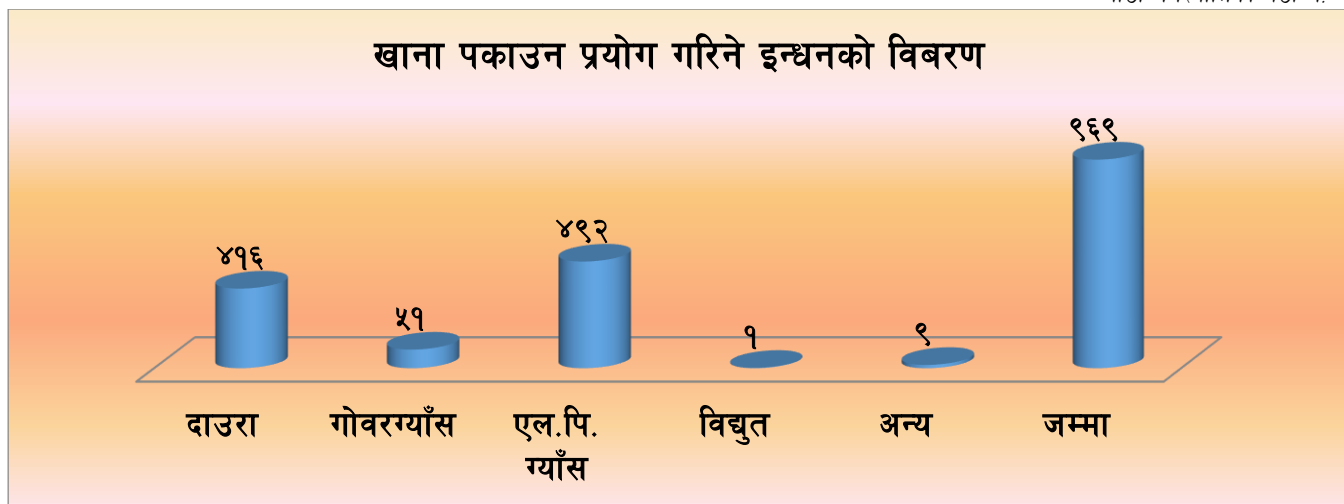 खाना पकाउन प्रयोग गरिने इन्धनको विबरण
९६९
४९२
४१६
५१
१
९
दाउरा गोवरग्याँस एल.पि. विद्युत अन्य जम्मा
ग्याँस